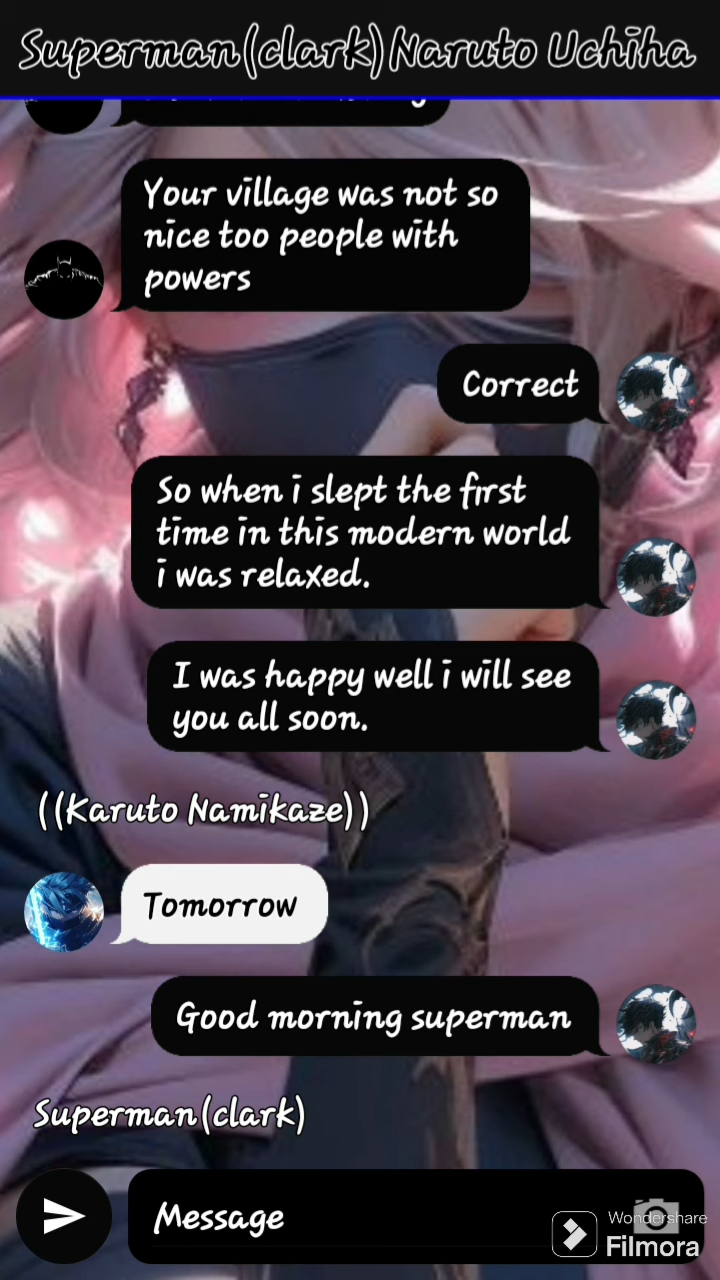 Superman(clark)Naruto Uchiha
Your village was not so
nice too people with
powers
Correct
So when i slept the first
time in this modern world
i was relaxed.
I was happy well i will see
you all soon.
((Karuto Namikaze))
Tomorrow
Good morning superman
Superman(clark)
Message
Wondershare
Filmora